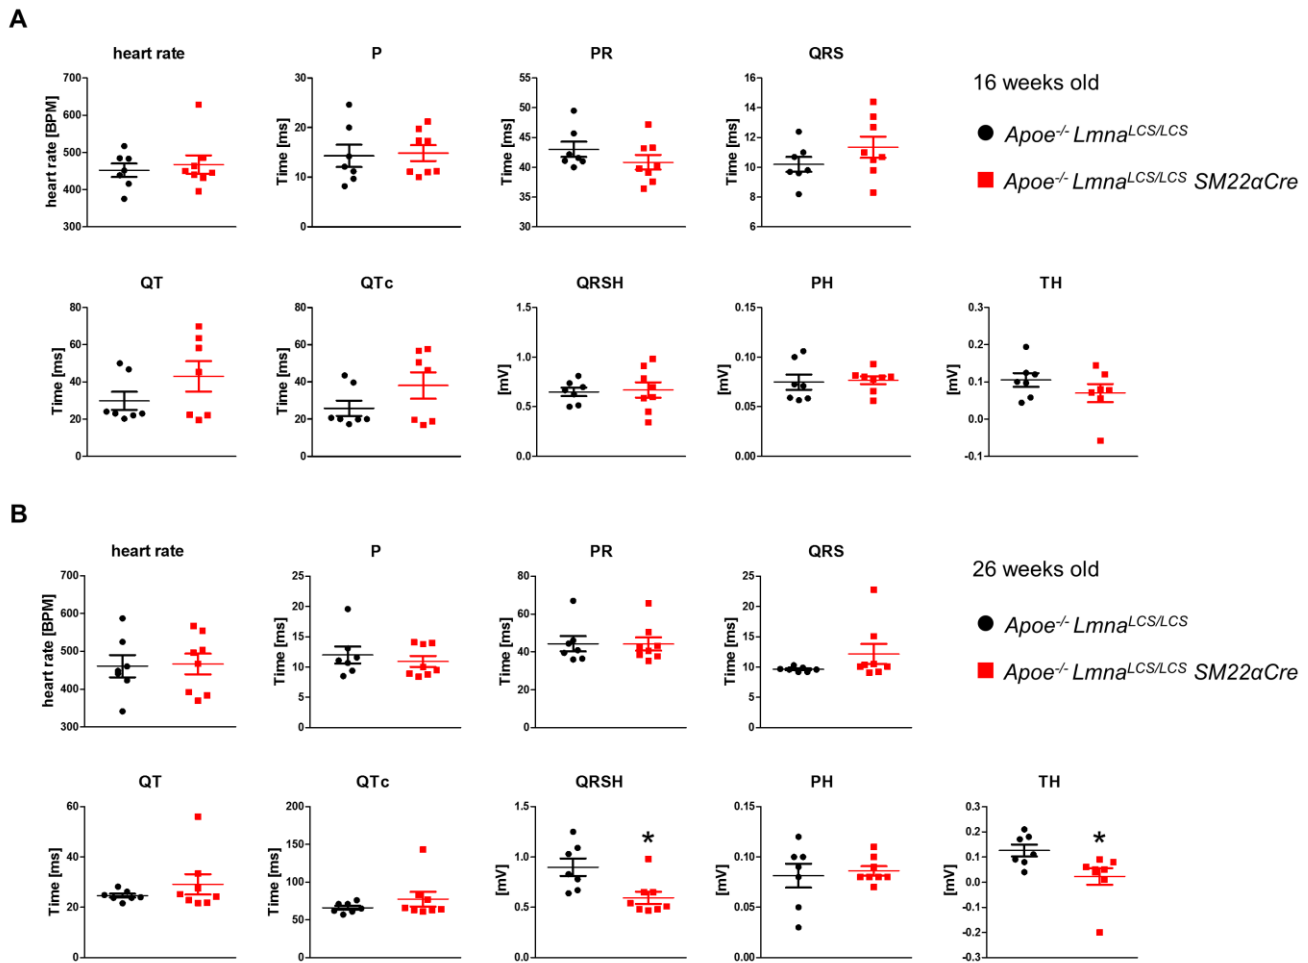 A
heart rate
P
PR
QRS
heart rate [BPM]
700
600
500
400
300
Time [ms]
30
20
10
0
Time [ms]
55
50
45
40
35
30
Time [ms]
16
14
12
10
8
6
16 weeks old
Apoe-/- LmnaLCS/LCS
Apoe-/- LmnaLCS/LCS SM22αCre
QT
QTc
QRSH
PH
TH
Time [ms]
80
60
40
20
0
Time [ms]
80
60
40
20
0
[mV]
1.5
1.0
0.5
0.0
[mV]
0.15
0.10
0.05
0.00
[mV]
0.3
0.2
0.1
0.0
-0.1
B
heart rate
P
PR
QRS
heart rate [BPM]
700
600
500
400
300
Time [ms]
25
20
15
10
5
0
Time [ms]
80
60
40
20
0
Time [ms]
25
20
15
10
5
0
26 weeks old
Apoe-/- LmnaLCS/LCS
Apoe-/- LmnaLCS/LCS SM22αCre
QT
QTc
QRSH
PH
TH
Time [ms]
60
40
20
0
Time [ms]
200
150
100
50
0
[mV]
1.5
1.0
0.5
0.0
*
[mV]
0.15
0.10
0.05
0.00
[mV]
0.3
0.2
0.1
0.0
-0.1
-0.2
-0.3
*